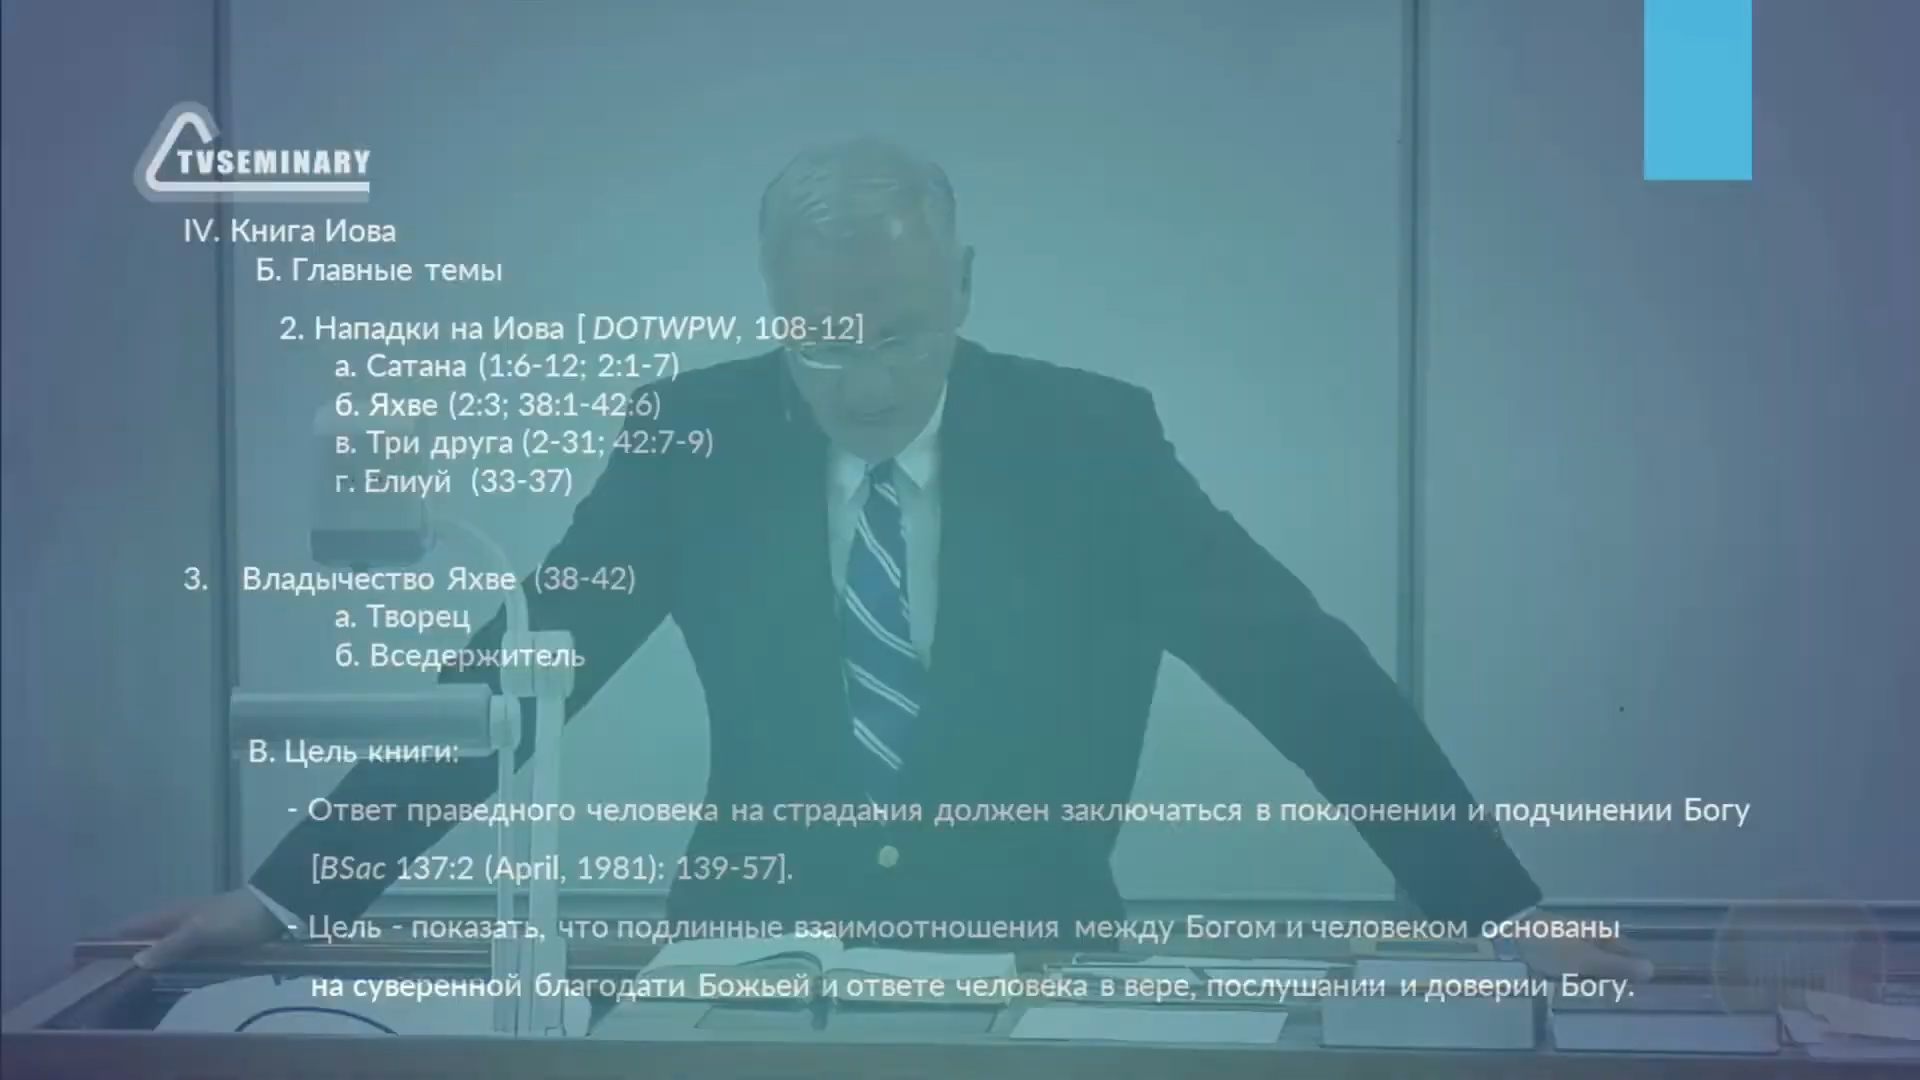 TVSEMINARY
IV. Книга Иова
Б. Главные темы
2. Нападки на Иова [ DOTWPW, 108-12]
а. Сатана (1:6-12; 2:1-7)
б. Яхве (2:3; 38:1-42:6)
в. Три друга (2-31; 42:7-9)
г. Елиуй (33-37)
3. Владычество Яхве (38-42)
а. Творец
б. Вседержитель
В. Цель книги:
- Ответ праведного человека на страдания должен заключаться в поклонении и подчинении Богу
[BSac 137:2 (April, 1981): 139-57].
- Цель - показать, что подлинные взаимоотношения между Богом и человеком основаны
на суверенной благодати Божьей и ответе человека в вере, послушании и доверии Богу.